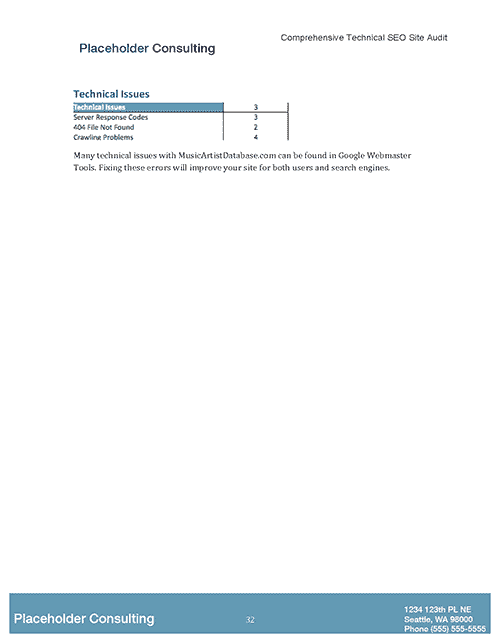 Comprehensive Technical SEO Site Audit
Placeholder Consulting
Technical Issues
Technical Issues 3
Server Response Codes 3
404 File Not Found 2
Crawling Problems 4
Many technical issues with MusicArtistDatabase.com can be found in Google Webmaster
Tools. Fixing these errors will improve your site for both users and search engines.
1234 123th PL NE
Placeholder Consulting 32 Seattle, WA 98000
Phone (555) 555-5555